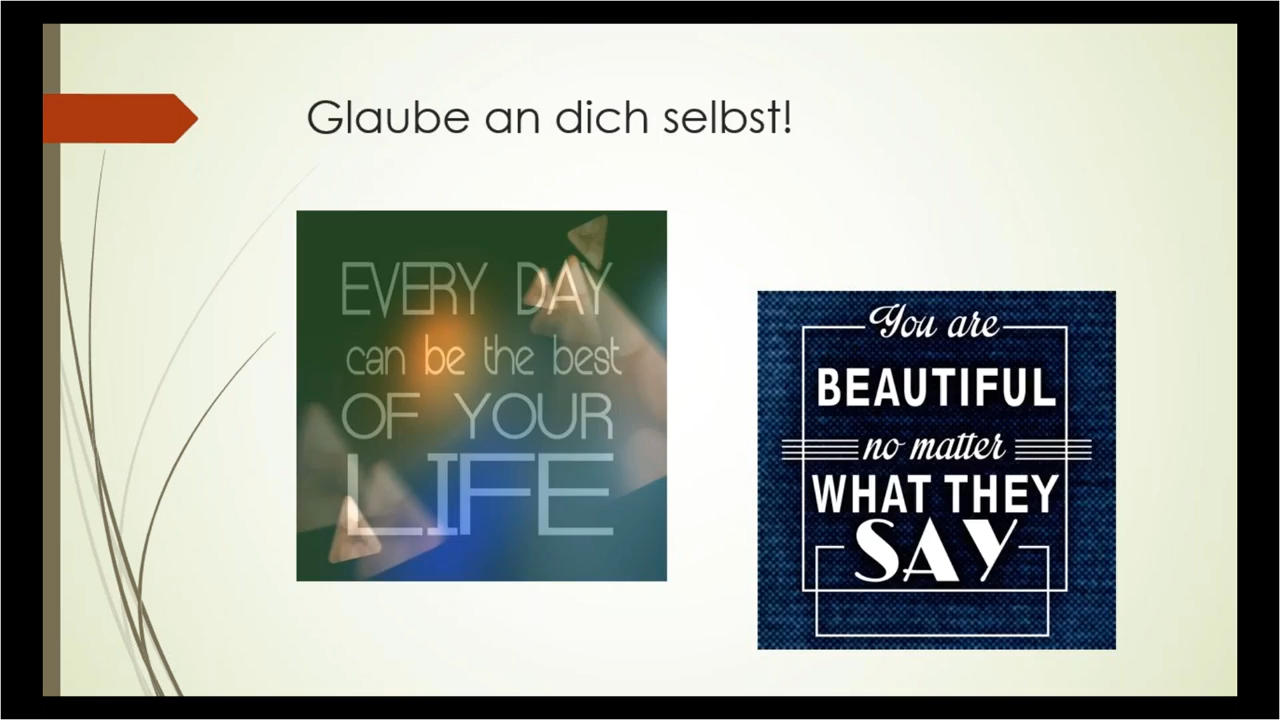 Glaube an dich selbst!
EVERY DAY
can be the best
OF YOUR
LIFE
You are
BEAUTIFUL
no matter
WHAT THEY
SAY